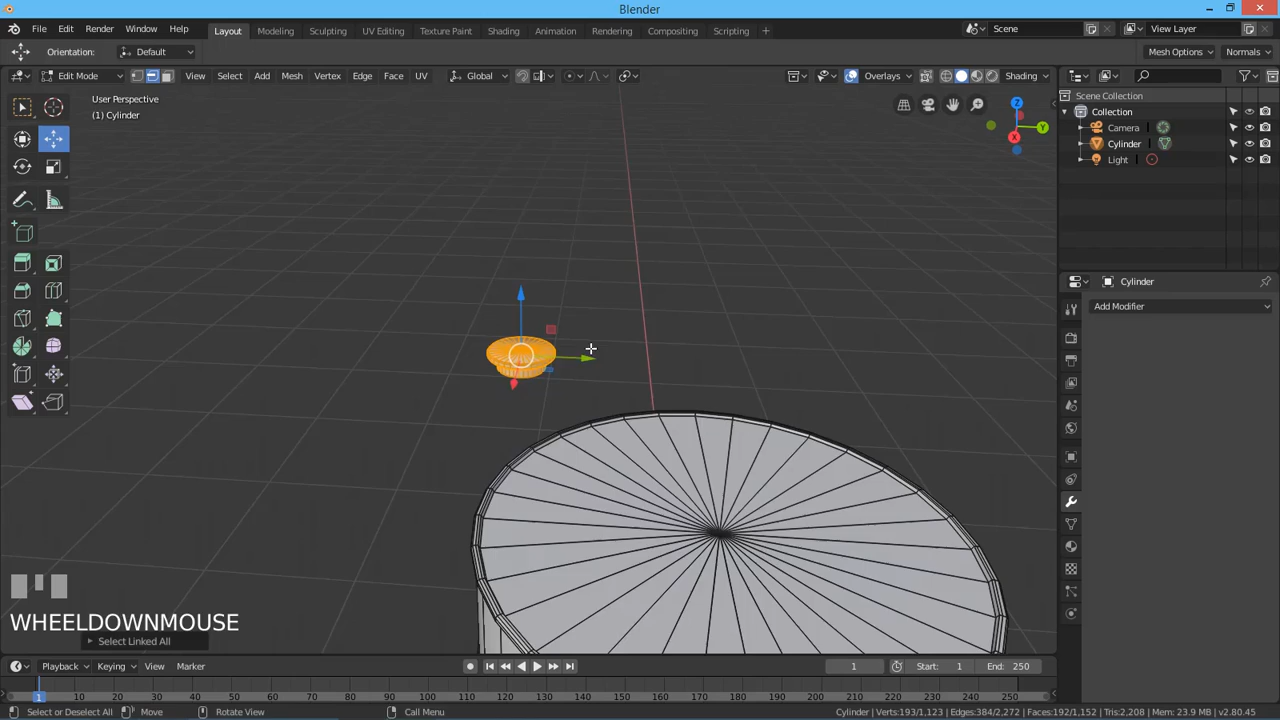 Blender
File Edit Render Window Help Layout Modeling Sculpting UV Editing Texture Paint Shading Animation Rendering Compositing Scripting + Scene View Layer
Orientation: Default Mesh Options Normals
Edit Mode View Select Add Mesh Vertex Edge Face UV Global Overlays Shading
User Perspective
(1) Cylinder
Z
Y
X
Scene Collection
Collection
Camera
Cylinder
Light
Cylinder
Add Modifier
WHEELDOWNMOUSE
Select Linked All
Playback Keying View Marker 1 Start: 1 End: 250
1 10 20 30 40 50 60 70 80 90 100 110 120 130 140 150 160 170 180 190 200 210 220 230 240 250
Select or Deselect All Move Rotate View Call Menu Cylinder | Verts:193/1,123 | Edges:384/2,272 | Faces:192/1,152 | Tris:2,208 | Mem: 23.9 MB | v2.80.45